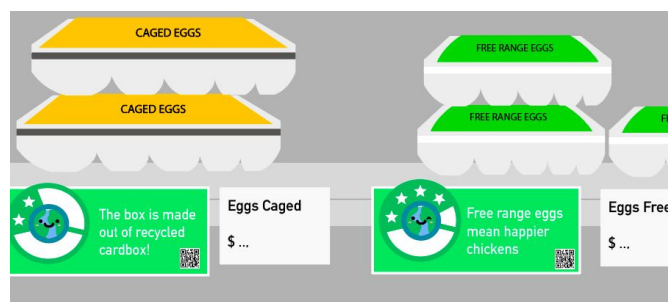 CAGED EGGS
CAGED EGGS
FREE RANGE EGGS
FREE RANGE EGGS
The box is made
out of recycled
cardbox!
Eggs Caged
$ ...
Free range eggs
mean happier
chickens
Eggs Free
$ ...